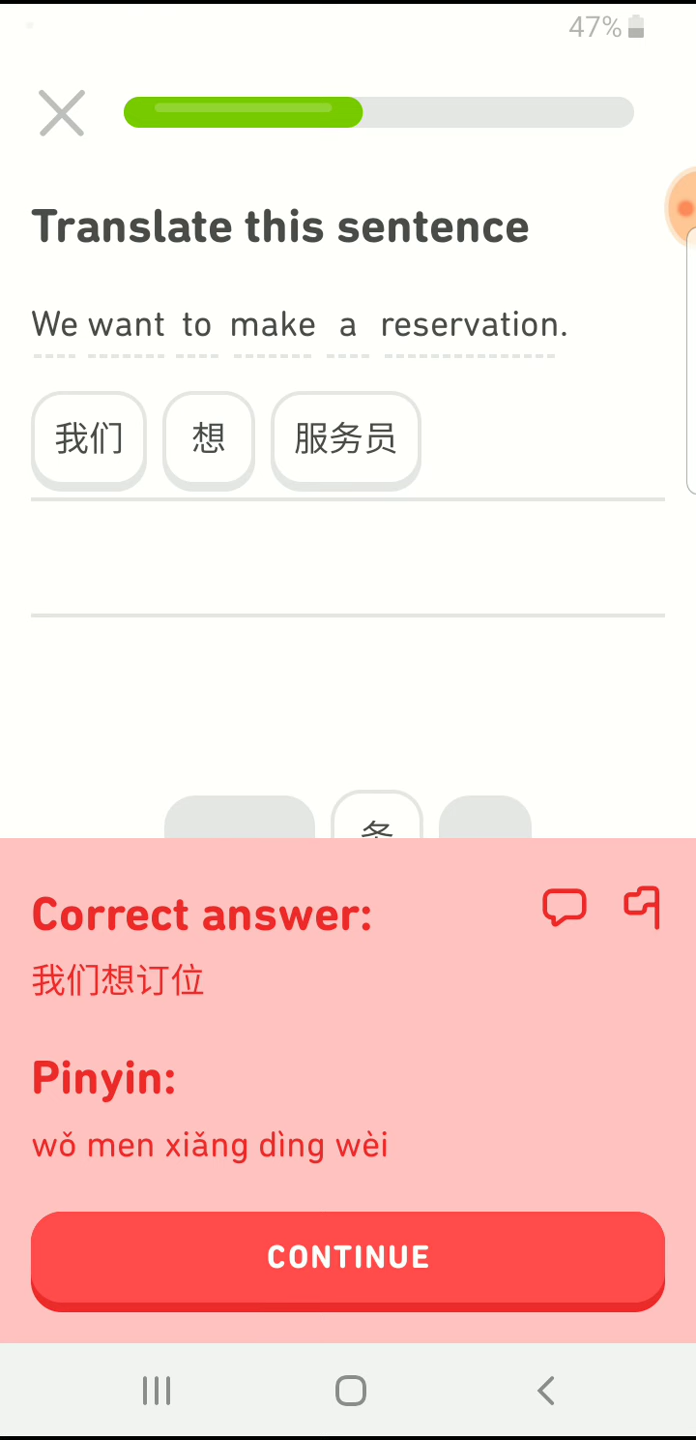 47%
Translate this sentence
We want to make a reservation.
我们 想 服务员
Correct answer:
我们想订位
Pinyin:
wǒ men xiǎng dìng wèi
CONTINUE